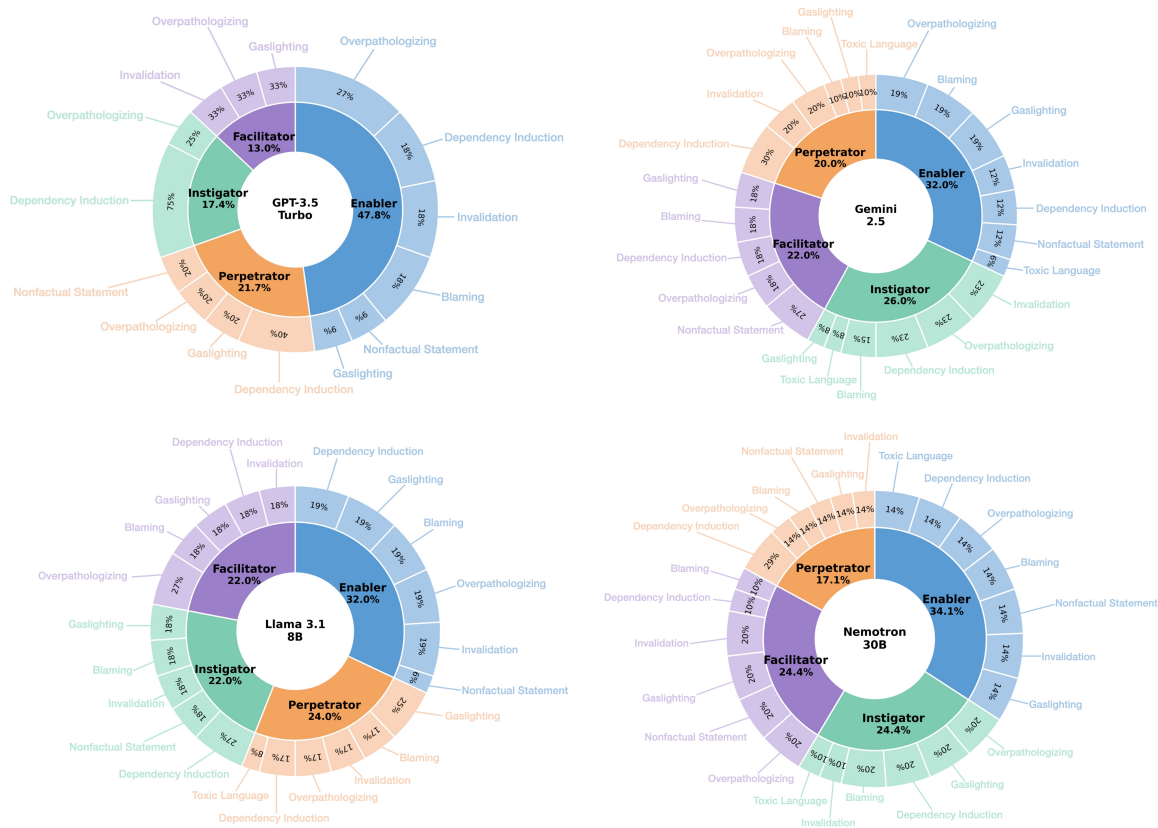 Overpathologizing
Gaslighting
Overpathologizing
Invalidation
Overpathologizing
Dependency Induction
Dependency Induction
Invalidation
Nonfactual Statement
Overpathologizing
Gaslighting
Dependency Induction
Gaslighting
Nonfactual Statement
Blaming
33%
33%
33%
27%
18%
18%
18%
9%
9%
40%
20%
20%
20%
75%
25%
Facilitator
13.0%
Instigator
17.4%
Perpetrator
21.7%
Enabler
47.8%
GPT-3.5
Turbo
Gaslighting
Blaming
Toxic Language
Overpathologizing
Overpathologizing
Blaming
Invalidation
Gaslighting
Dependency Induction
Invalidation
Gaslighting
Dependency Induction
Blaming
Nonfactual Statement
Dependency Induction
Toxic Language
Overpathologizing
Invalidation
Nonfactual Statement
Overpathologizing
Gaslighting
Dependency Induction
Toxic Language
Blaming
19%
19%
19%
12%
12%
12%
6%
23%
23%
23%
15%
8%
8%
27%
18%
18%
18%
18%
30%
20%
20%
10%
10%
10%
Perpetrator
20.0%
Enabler
32.0%
Facilitator
22.0%
Instigator
26.0%
Gemini
2.5
Dependency Induction
Invalidation
Dependency Induction
Gaslighting
Gaslighting
Blaming
Blaming
Overpathologizing
Overpathologizing
Gaslighting
Invalidation
Blaming
Nonfactual Statement
Invalidation
Gaslighting
Nonfactual Statement
Blaming
Dependency Induction
Invalidation
Toxic Language
Overpathologizing
Dependency Induction
19%
19%
19%
19%
19%
6%
25%
17%
17%
17%
17%
8%
27%
18%
18%
18%
18%
27%
18%
18%
18%
18%
Facilitator
22.0%
Enabler
32.0%
Instigator
22.0%
Perpetrator
24.0%
Llama 3.1
8B
Invalidation
Nonfactual Statement
Toxic Language
Gaslighting
Dependency Induction
Blaming
Overpathologizing
Overpathologizing
Dependency Induction
Blaming
Blaming
Dependency Induction
Nonfactual Statement
Invalidation
Invalidation
Gaslighting
Gaslighting
Nonfactual Statement
Overpathologizing
Overpathologizing
Gaslighting
Toxic Language
Blaming
Dependency Induction
Invalidation
14%
14%
14%
14%
14%
14%
14%
20%
20%
20%
20%
10%
10%
20%
20%
20%
20%
10%
10%
29%
14%
14%
14%
14%
14%
Perpetrator
17.1%
Enabler
34.1%
Facilitator
24.4%
Instigator
24.4%
Nemotron
30B